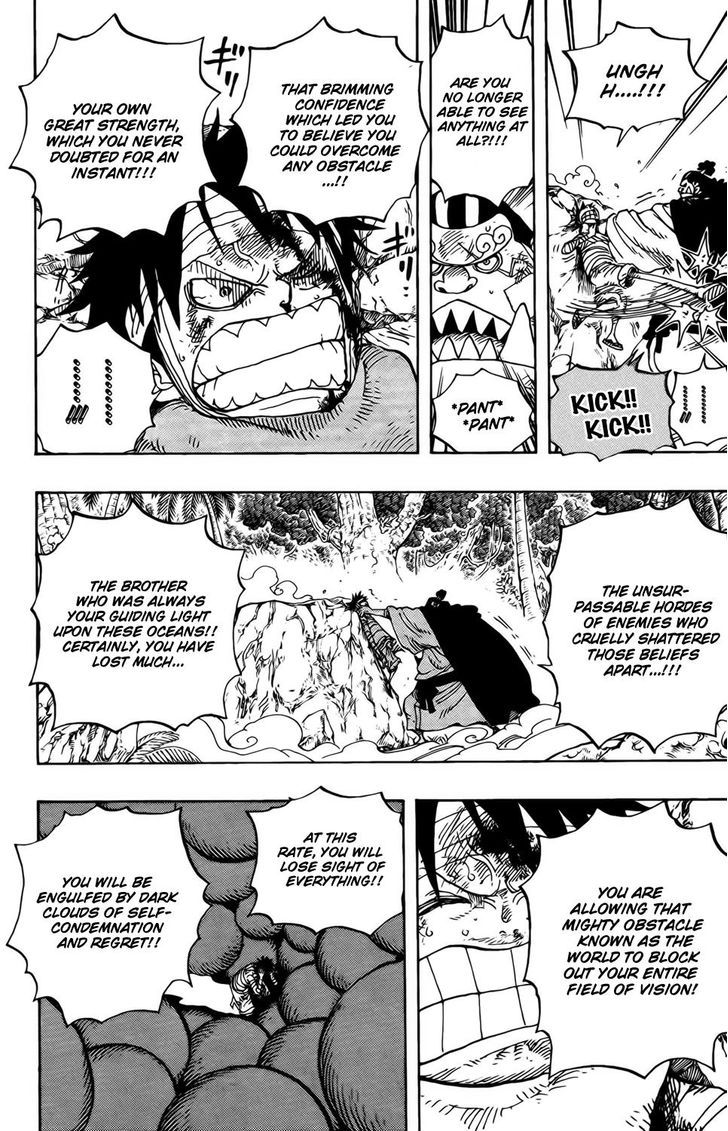 UNGH
H....!!!
KICK!!
KICK!!
..........!!!
ARE YOU
NO LONGER
ABLE TO SEE
ANYTHING AT
ALL?!!!
*PANT*
*PANT*
THAT BRIMMING
CONFIDENCE
WHICH LED YOU
TO BELIEVE YOU
COULD OVERCOME
ANY OBSTACLE
...!!
ギリ
YOUR OWN
GREAT STRENGTH,
WHICH YOU NEVER
DOUBTED FOR AN
INSTANT!!!
ギリ
..........!!!
THE UNSUR-
PASSABLE HORDES
OF ENEMIES WHO
CRUELLY SHATTERED
THOSE BELIEFS
APART...!!!
THE BROTHER
WHO WAS ALWAYS
YOUR GUIDING LIGHT
UPON THESE OCEANS!!
CERTAINLY, YOU HAVE
LOST MUCH...
YOU ARE
ALLOWING THAT
MIGHTY OBSTACLE
KNOWN AS THE
WORLD TO BLOCK
OUT YOUR ENTIRE
FIELD OF VISION!
AT THIS
RATE, YOU WILL
LOSE SIGHT OF
EVERYTHING!!
YOU WILL BE
ENGULFED BY DARK
CLOUDS OF SELF-
CONDEMNATION
AND REGRET!!